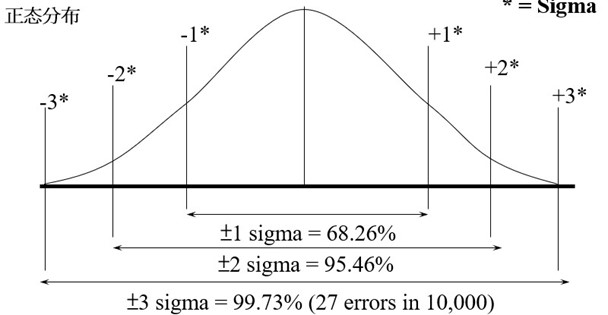 正态分布
* = Sigma
-1*
+1*
-2*
+2*
-3*
+3*
±1 sigma = 68.26%
±2 sigma = 95.46%
±3 sigma = 99.73% (27 errors in 10,000)